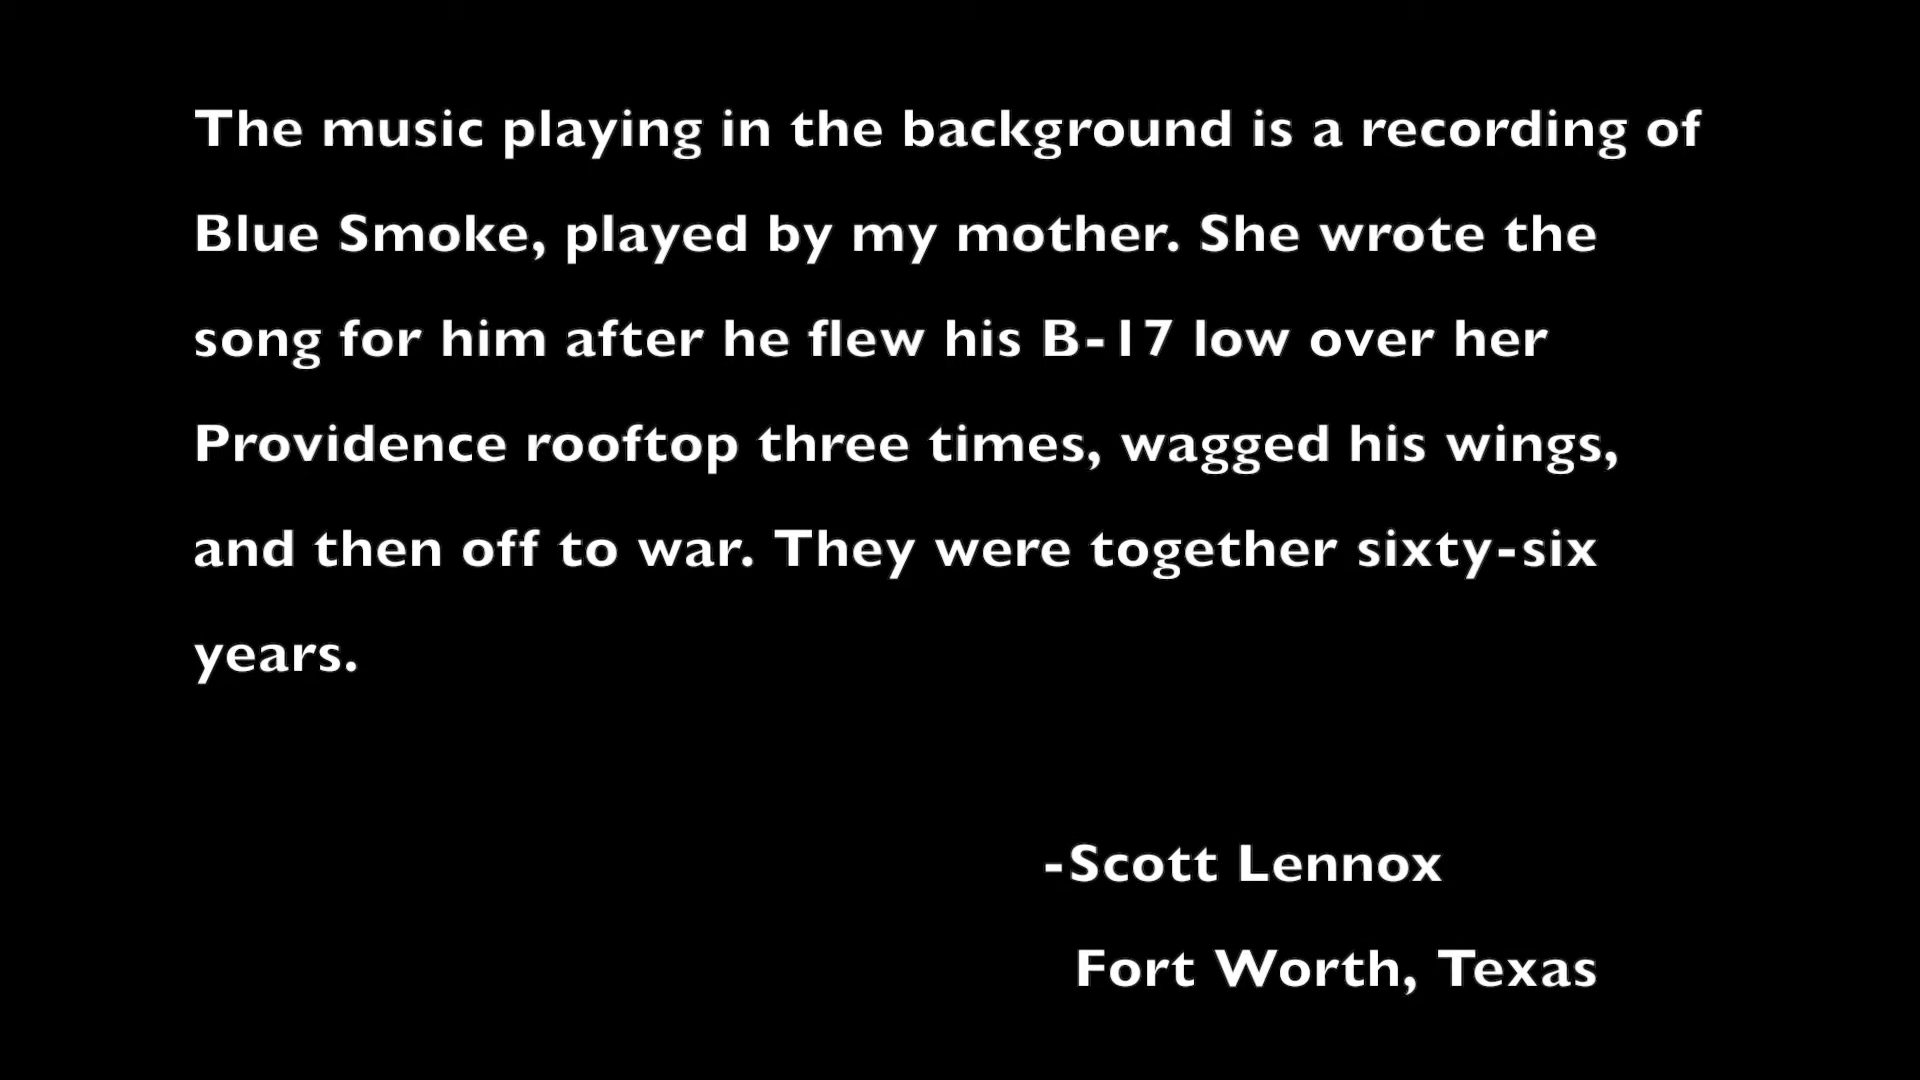 The music playing in the background is a recording of
Blue Smoke, played by my mother. She wrote the
song for him after he flew his B-17 low over her
Providence rooftop three times, wagged his wings,
and then off to war. They were together sixty-six
years.
-Scott Lennox
Fort Worth, Texas